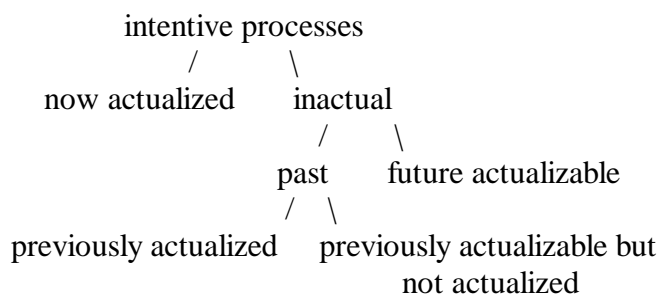 intentive processes
now actualized inactual
past future actualizable
previously actualized previously actualizable but
not actualized